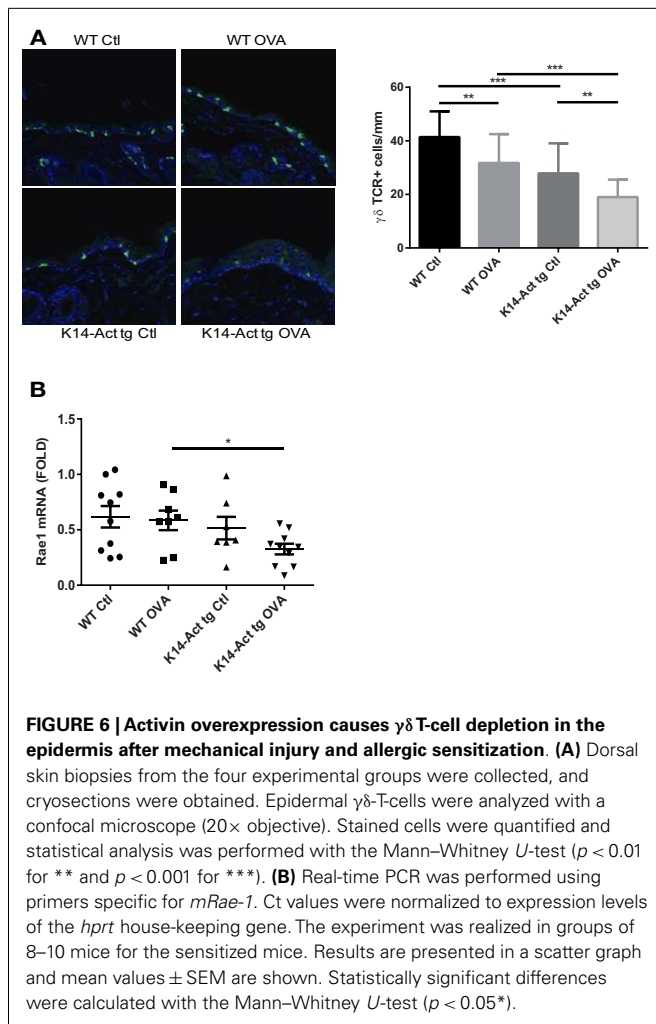 A
WT Ctl
WT OVA
K14-Act tg Ctl
K14-Act tg OVA
γδ TCR+ cells/mm
60
40
20
0
***
***
**
**
WT Ctl
WT OVA
K14-Act tg Ctl
K14-Act tg OVA
B
Rae1 mRNA (FOLD)
1.5
1.0
0.5
0.0
*
WT Ctl
WT OVA
K14-Act tg Ctl
K14-Act tg OVA
FIGURE 6 | Activin overexpression causes γδ T-cell depletion in the
epidermis after mechanical injury and allergic sensitization. (A) Dorsal
skin biopsies from the four experimental groups were collected, and
cryosections were obtained. Epidermal γδ-T-cells were analyzed with a
confocal microscope (20× objective). Stained cells were quantified and
statistical analysis was performed with the Mann–Whitney U-test (p < 0.01
for ** and p < 0.001 for ***). (B) Real-time PCR was performed using
primers specific for mRae-1. Ct values were normalized to expression levels
of the hprt house-keeping gene. The experiment was realized in groups of
8–10 mice for the sensitized mice. Results are presented in a scatter graph
and mean values ± SEM are shown. Statistically significant differences
were calculated with the Mann–Whitney U-test (p < 0.05*).